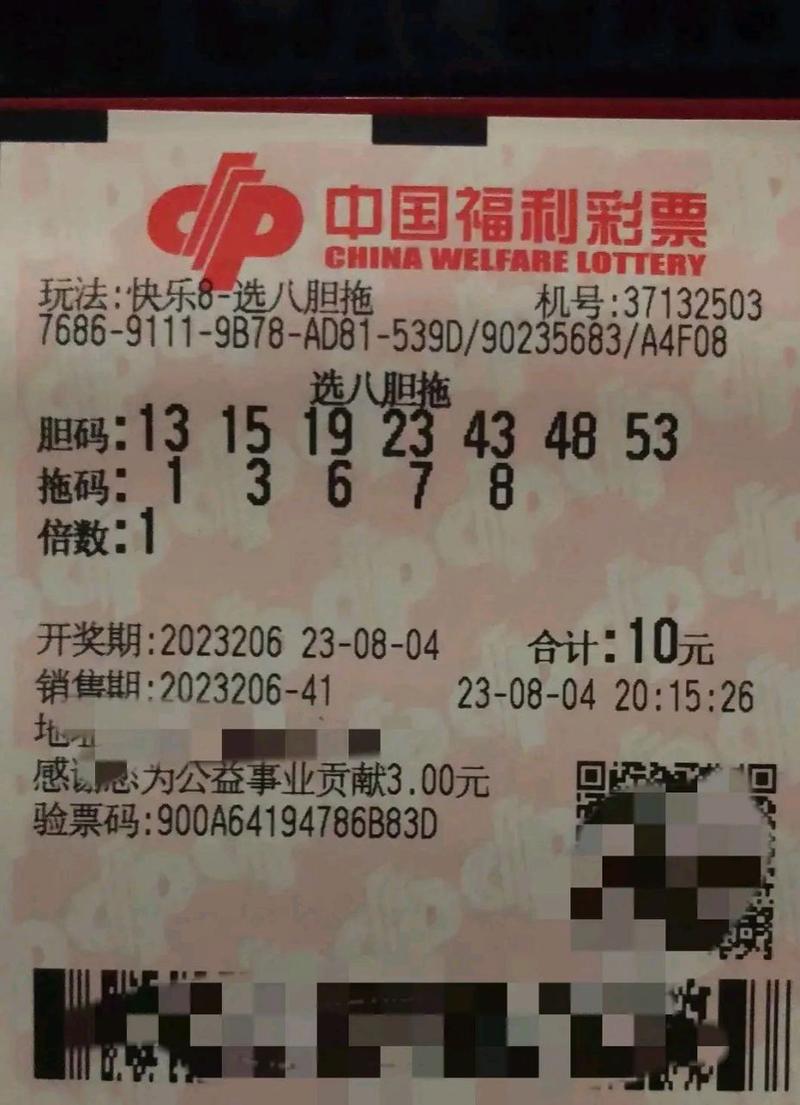 中国福利彩票
CHINA WELFARE LOTTERY
玩法:快乐8-选八胆拖 机号:37132503
7686-9111-9B78-AD81-539D/90235683/A4F08
选八胆拖
胆码:13 15 19 23 43 48 53
拖码: 1 3 6 7 8
倍数:1
开奖期:2023206 23-08-04 合计:10元
销售期:2023206-41 23-08-04 20:15:26
地
感谢您为公益事业贡献3.00元
验票码:900A64194786B83D